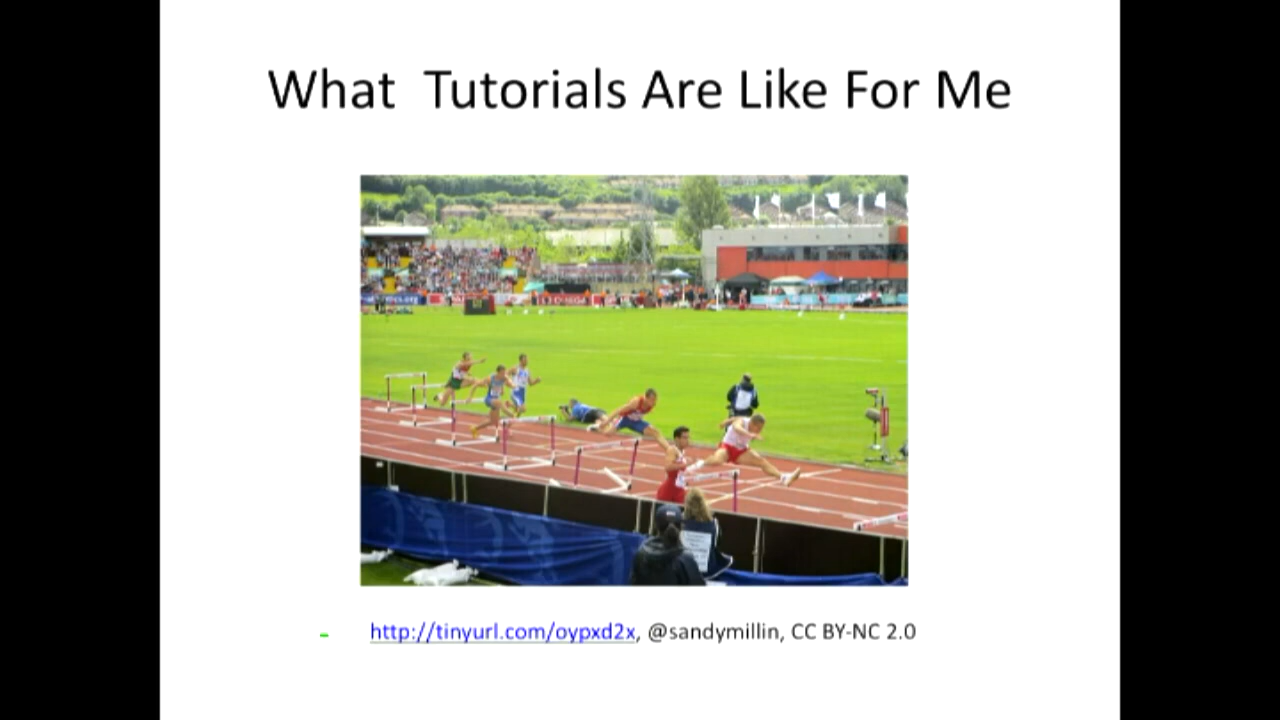 What  Tutorials Are Like For Me
http://tinyurl.com/oypxd2x, @sandymillin, CC BY-NC 2.0